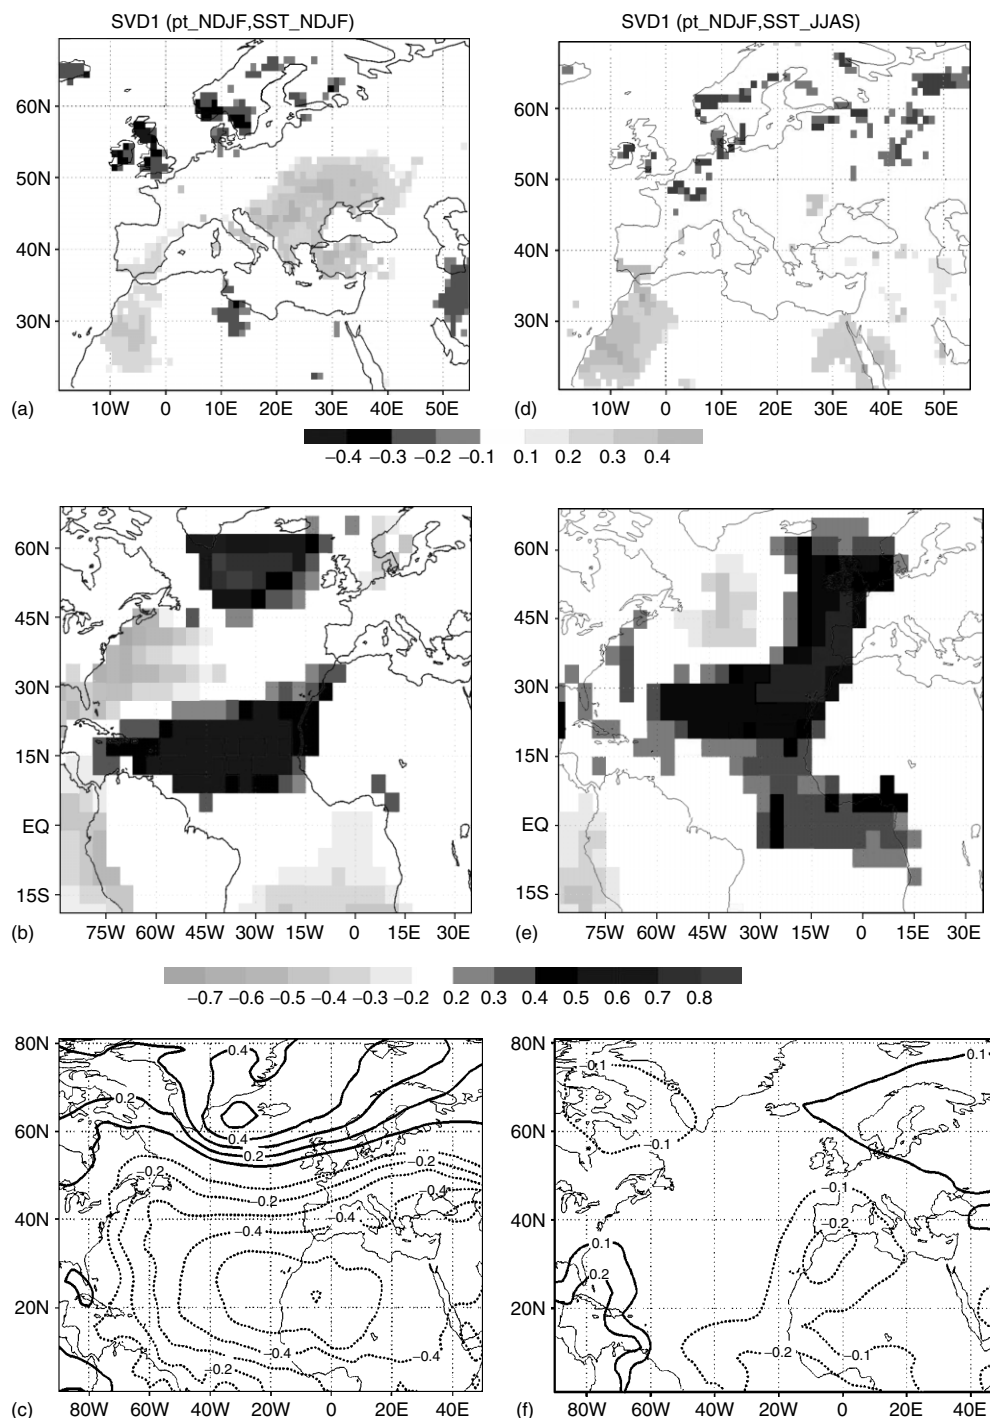 SVD1 (pt_NDJF,SST_NDJF)
SVD1 (pt_NDJF,SST_JJAS)
60N
50N
40N
30N
60N
50N
40N
30N
(a)
10W 0 10E 20E 30E 40E 50E
(d)
10W 0 10E 20E 30E 40E 50E
−0.4 −0.3 −0.2 −0.1 0.1 0.2 0.3 0.4
60N
45N
30N
15N
EQ
15S
60N
45N
30N
15N
EQ
15S
(b)
75W 60W 45W 30W 15W 0 15E 30E
(e)
75W 60W 45W 30W 15W 0 15E 30E
−0.7 −0.6 −0.5 −0.4 −0.3 −0.2 0.2 0.3 0.4 0.5 0.6 0.7 0.8
80N
60N
40N
20N
0.4
0.2
0.4
0.2
−0.2
−0.2
−0.2
0.4
−0.4
−0.4
−0.4
−0.4
−0.2
80N
60N
40N
20N
0.1
0.1
−0.1
−0.1
−0.2
0.1
0.2
−0.2
−0.1
(c)
80W 60W 40W 20W 0 20E 40E
(f)
80W 60W 40W 20W 0 20E